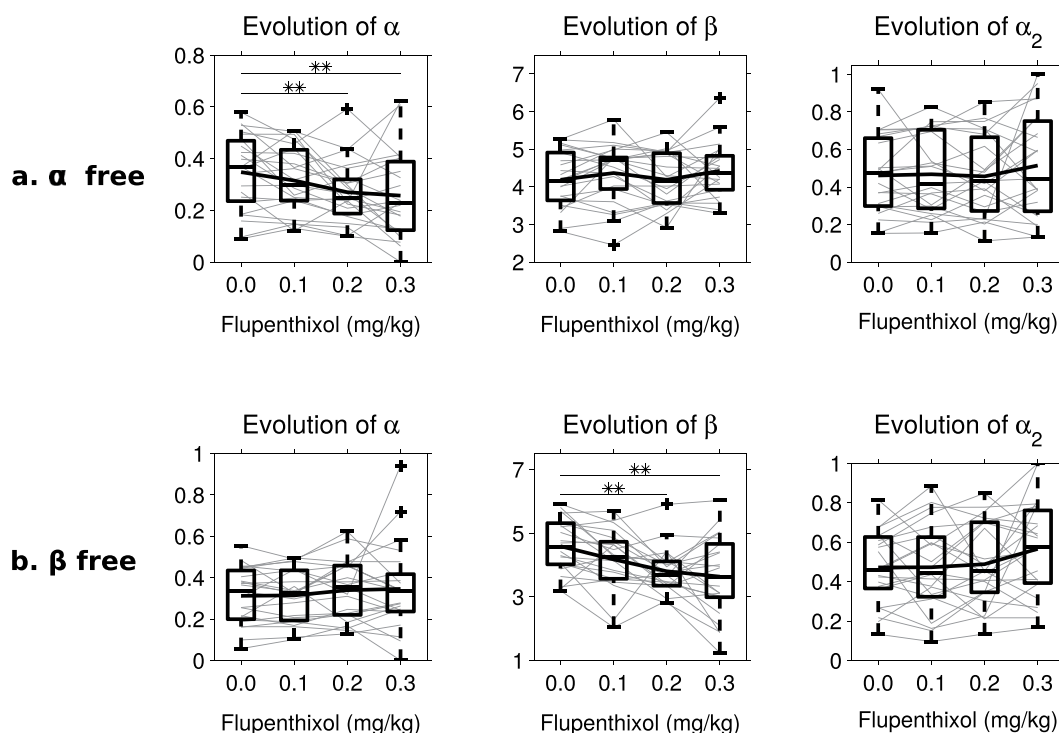 Evolution of α
Evolution of β
Evolution of α2
a. α free
0.8
0.6
0.4
0.2
0
**
**
0.0 0.1 0.2 0.3
Flupenthixol (mg/kg)
7
6
5
4
3
2
0.0 0.1 0.2 0.3
Flupenthixol (mg/kg)
1
0.8
0.6
0.4
0.2
0
0.0 0.1 0.2 0.3
Flupenthixol (mg/kg)
Evolution of α
Evolution of β
Evolution of α2
b. β free
1
0.8
0.6
0.4
0.2
0
0.0 0.1 0.2 0.3
Flupenthixol (mg/kg)
7
5
3
1
**
**
0.0 0.1 0.2 0.3
Flupenthixol (mg/kg)
1
0.8
0.6
0.4
0.2
0
0.0 0.1 0.2 0.3
Flupenthixol (mg/kg)